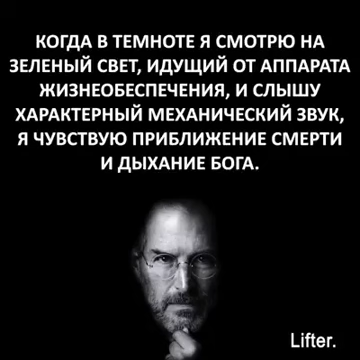 КОГДА В ТЕМНОТЕ Я СМОТРЮ НА
ЗЕЛЕНЫЙ СВЕТ, ИДУЩИЙ ОТ АППАРАТА
ЖИЗНЕОБЕСПЕЧЕНИЯ, И СЛЫШУ
ХАРАКТЕРНЫЙ МЕХАНИЧЕСКИЙ ЗВУК,
Я ЧУВСТВУЮ ПРИБЛИЖЕНИЕ СМЕРТИ
И ДЫХАНИЕ БОГА.
Lifter.